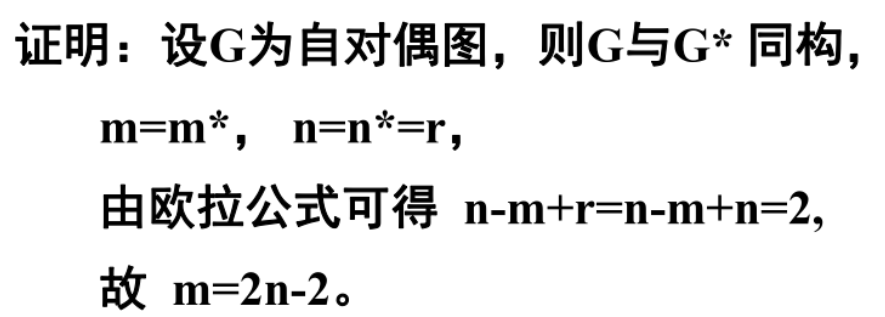 证明：设G为自对偶图，则G与G* 同构，
m=m*， n=n*=r，
由欧拉公式可得 n-m+r=n-m+n=2,
故 m=2n-2。